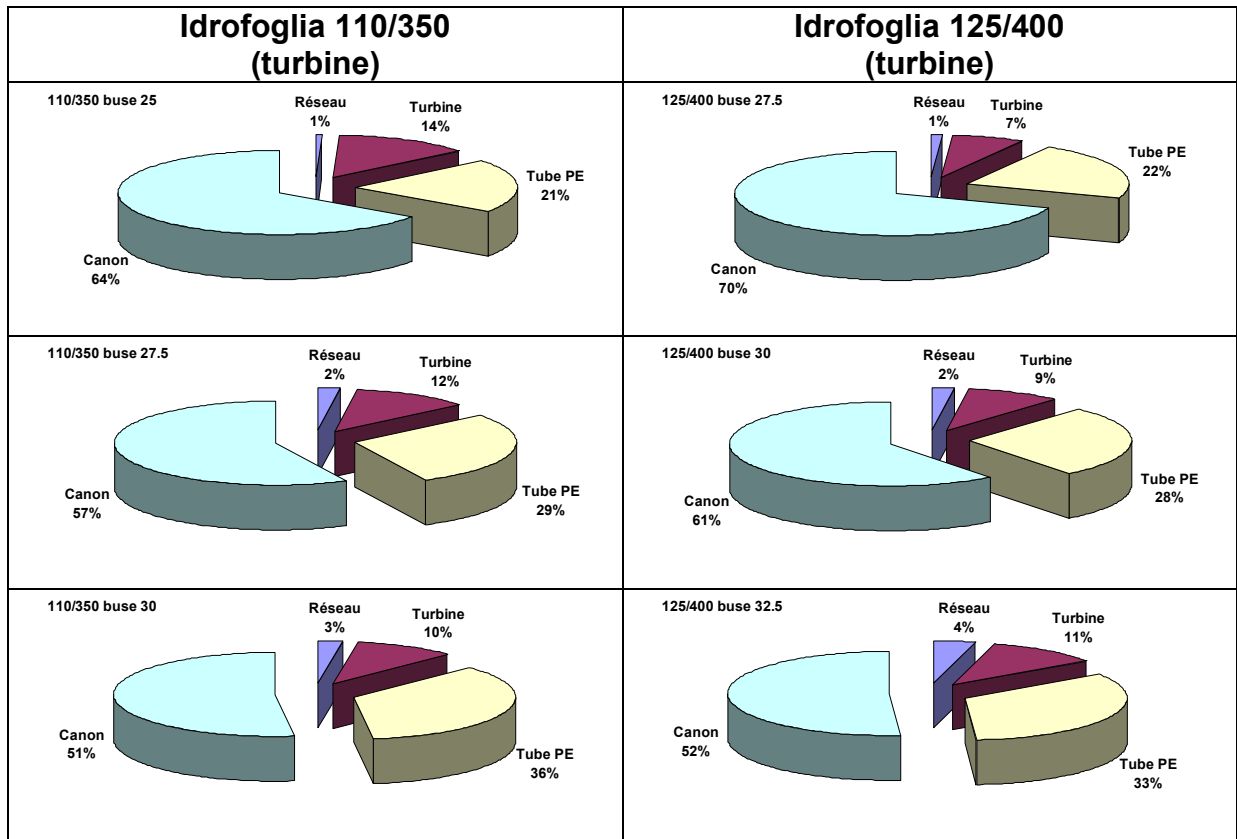 Idrofoglia 110/350
(turbine)
Idrofoglia 125/400
(turbine)
110/350 buse 25
Réseau
1%
Turbine
14%
Tube PE
21%
Canon
64%
125/400 buse 27.5
Réseau
1%
Turbine
7%
Tube PE
22%
Canon
70%
110/350 buse 27.5
Réseau
2%
Turbine
12%
Tube PE
29%
Canon
57%
125/400 buse 30
Réseau
2%
Turbine
9%
Tube PE
28%
Canon
61%
110/350 buse 30
Réseau
3%
Turbine
10%
Tube PE
36%
Canon
51%
125/400 buse 32.5
Réseau
4%
Turbine
11%
Tube PE
33%
Canon
52%